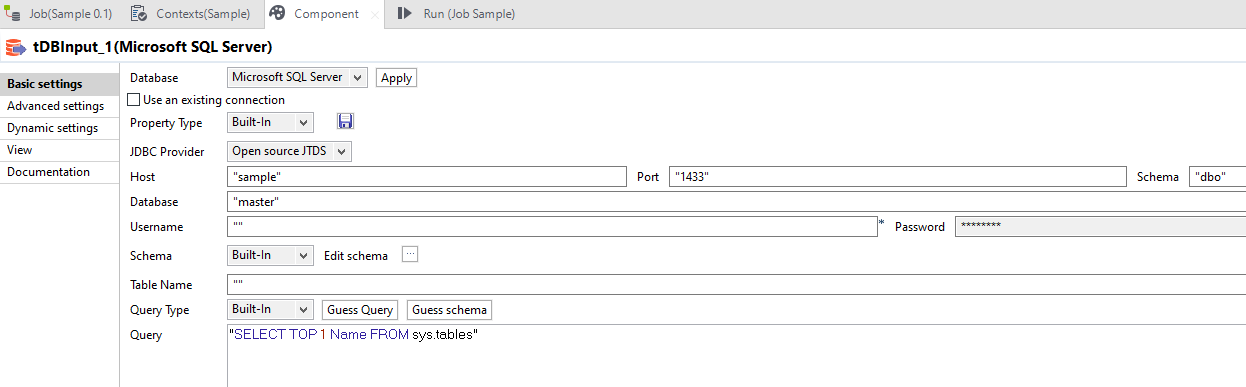 Job(Sample 0.1) Contexts(Sample) Component Run (Job Sample)
tDBInput_1(Microsoft SQL Server)
Basic settings
Advanced settings
Dynamic settings
View
Documentation
Database Microsoft SQL Server Apply
Use an existing connection
Property Type Built-In
JDBC Provider Open source JTDS
Host "sample" Port "1433" Schema "dbo"
Database "master"
Username "" * Password ********
Schema Built-In Edit schema ...
Table Name ""
Query Type Built-In Guess Query Guess schema
Query "SELECT TOP 1 Name FROM sys.tables"